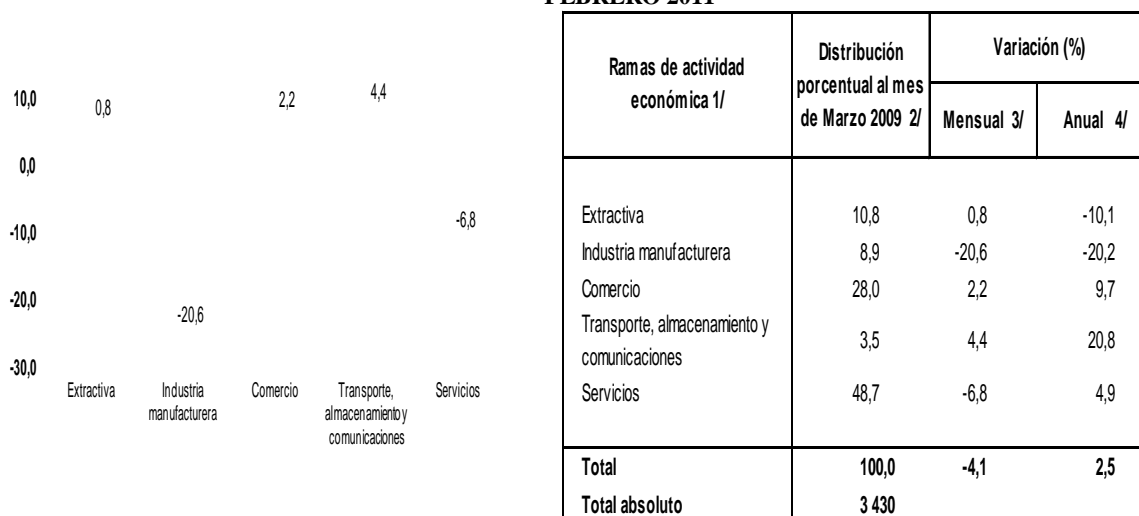 FEBRERO 2011
10,0
0,0
-10,0
-20,0
-30,0
0,8
-20,6
2,2
4,4
-6,8
Extractiva
Industria
manufacturera
Comercio
Transporte,
almacenamiento y
comunicaciones
Servicios
Ramas de actividad
económica 1/
Distribución
porcentual al mes
de Marzo 2009 2/
Variación (%)
Mensual 3/ Anual 4/
Extractiva 10,8 0,8 -10,1
Industria manufacturera 8,9 -20,6 -20,2
Comercio 28,0 2,2 9,7
Transporte, almacenamiento y
comunicaciones 3,5 4,4 20,8
Servicios 48,7 -6,8 4,9
Total 100,0 -4,1 2,5
Total absoluto 3 430